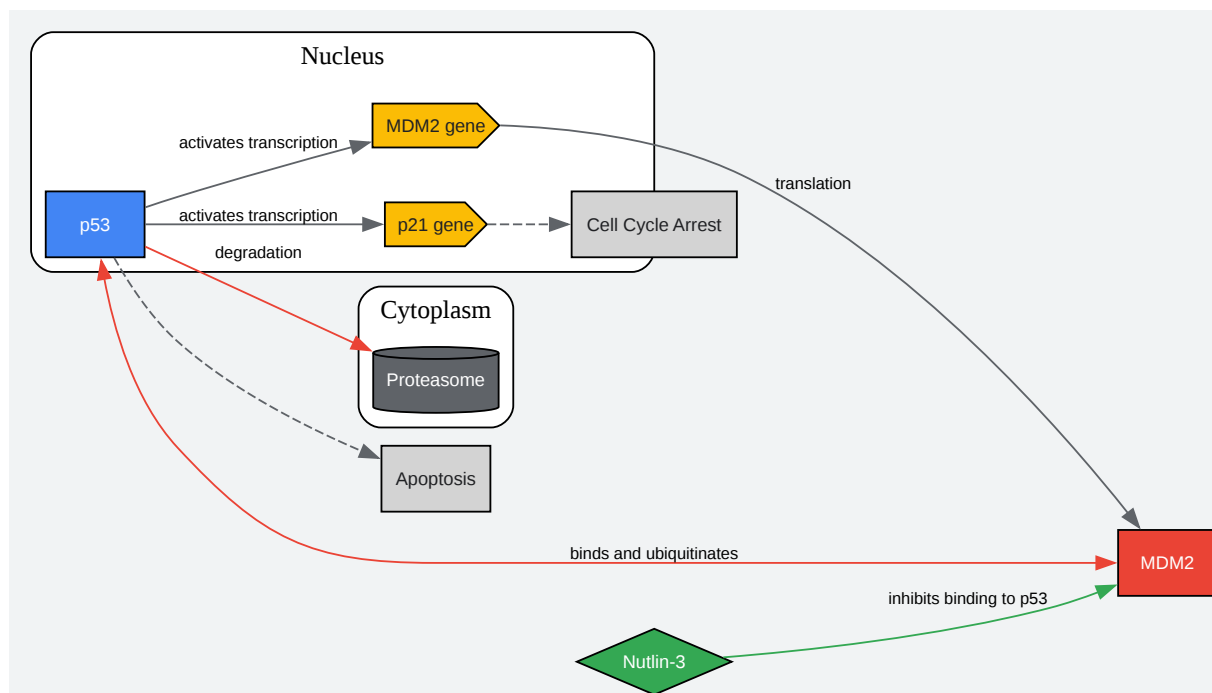 Nucleus
MDM2 gene
activates transcription
translation
p53
activates transcription
p21 gene
Cell Cycle Arrest
degradation
Cytoplasm
Proteasome
Apoptosis
binds and ubiquitinates
MDM2
inhibits binding to p53
Nutlin-3